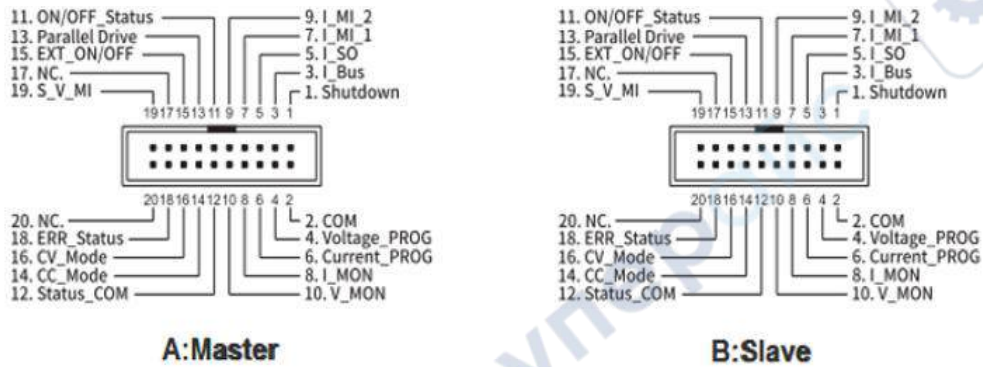 11. ON/OFF_Status
13. Parallel Drive
15. EXT_ON/OFF
17. NC.
19. S_V_MI
9. I_MI_2
7. I_MI_1
5. I_SO
3. I_Bus
1. Shutdown
19 17 15 13 11 9 7 5 3 1
20 18 16 14 12 10 8 6 4 2
20. NC.
18. ERR_Status
16. CV_Mode
14. CC_Mode
12. Status_COM
2. COM
4. Voltage_PROG
6. Current_PROG
8. I_MON
10. V_MON
A:Master
11. ON/OFF_Status
13. Parallel Drive
15. EXT_ON/OFF
17. NC.
19. S_V_MI
9. I_MI_2
7. I_MI_1
5. I_SO
3. I_Bus
1. Shutdown
19 17 15 13 11 9 7 5 3 1
20 18 16 14 12 10 8 6 4 2
20. NC.
18. ERR_Status
16. CV_Mode
14. CC_Mode
12. Status_COM
2. COM
4. Voltage_PROG
6. Current_PROG
8. I_MON
10. V_MON
B:Slave